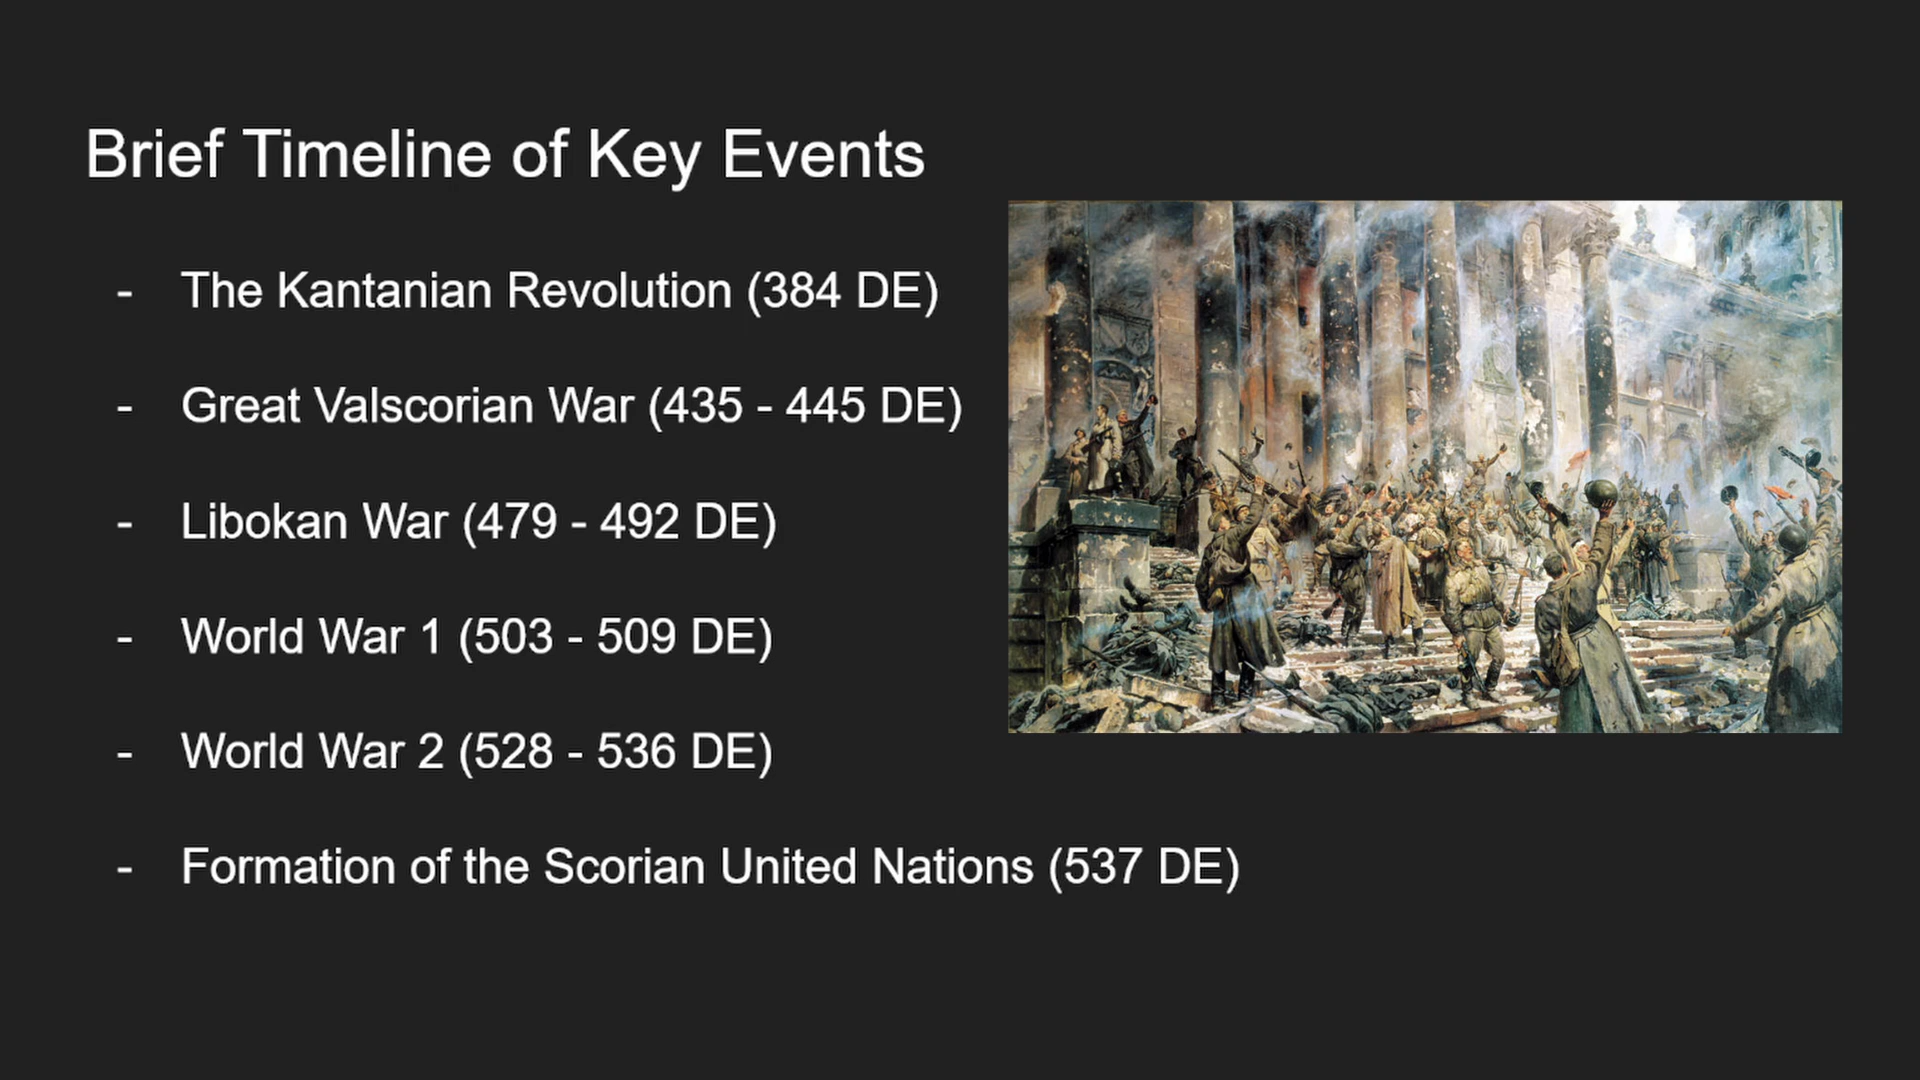 Brief Timeline of Key Events
- The Kantanian Revolution (384 DE)
- Great Valscorian War (435 - 445 DE)
- Libokan War (479 - 492 DE)
- World War 1 (503 - 509 DE)
- World War 2 (528 - 536 DE)
- Formation of the Scorian United Nations (537 DE)